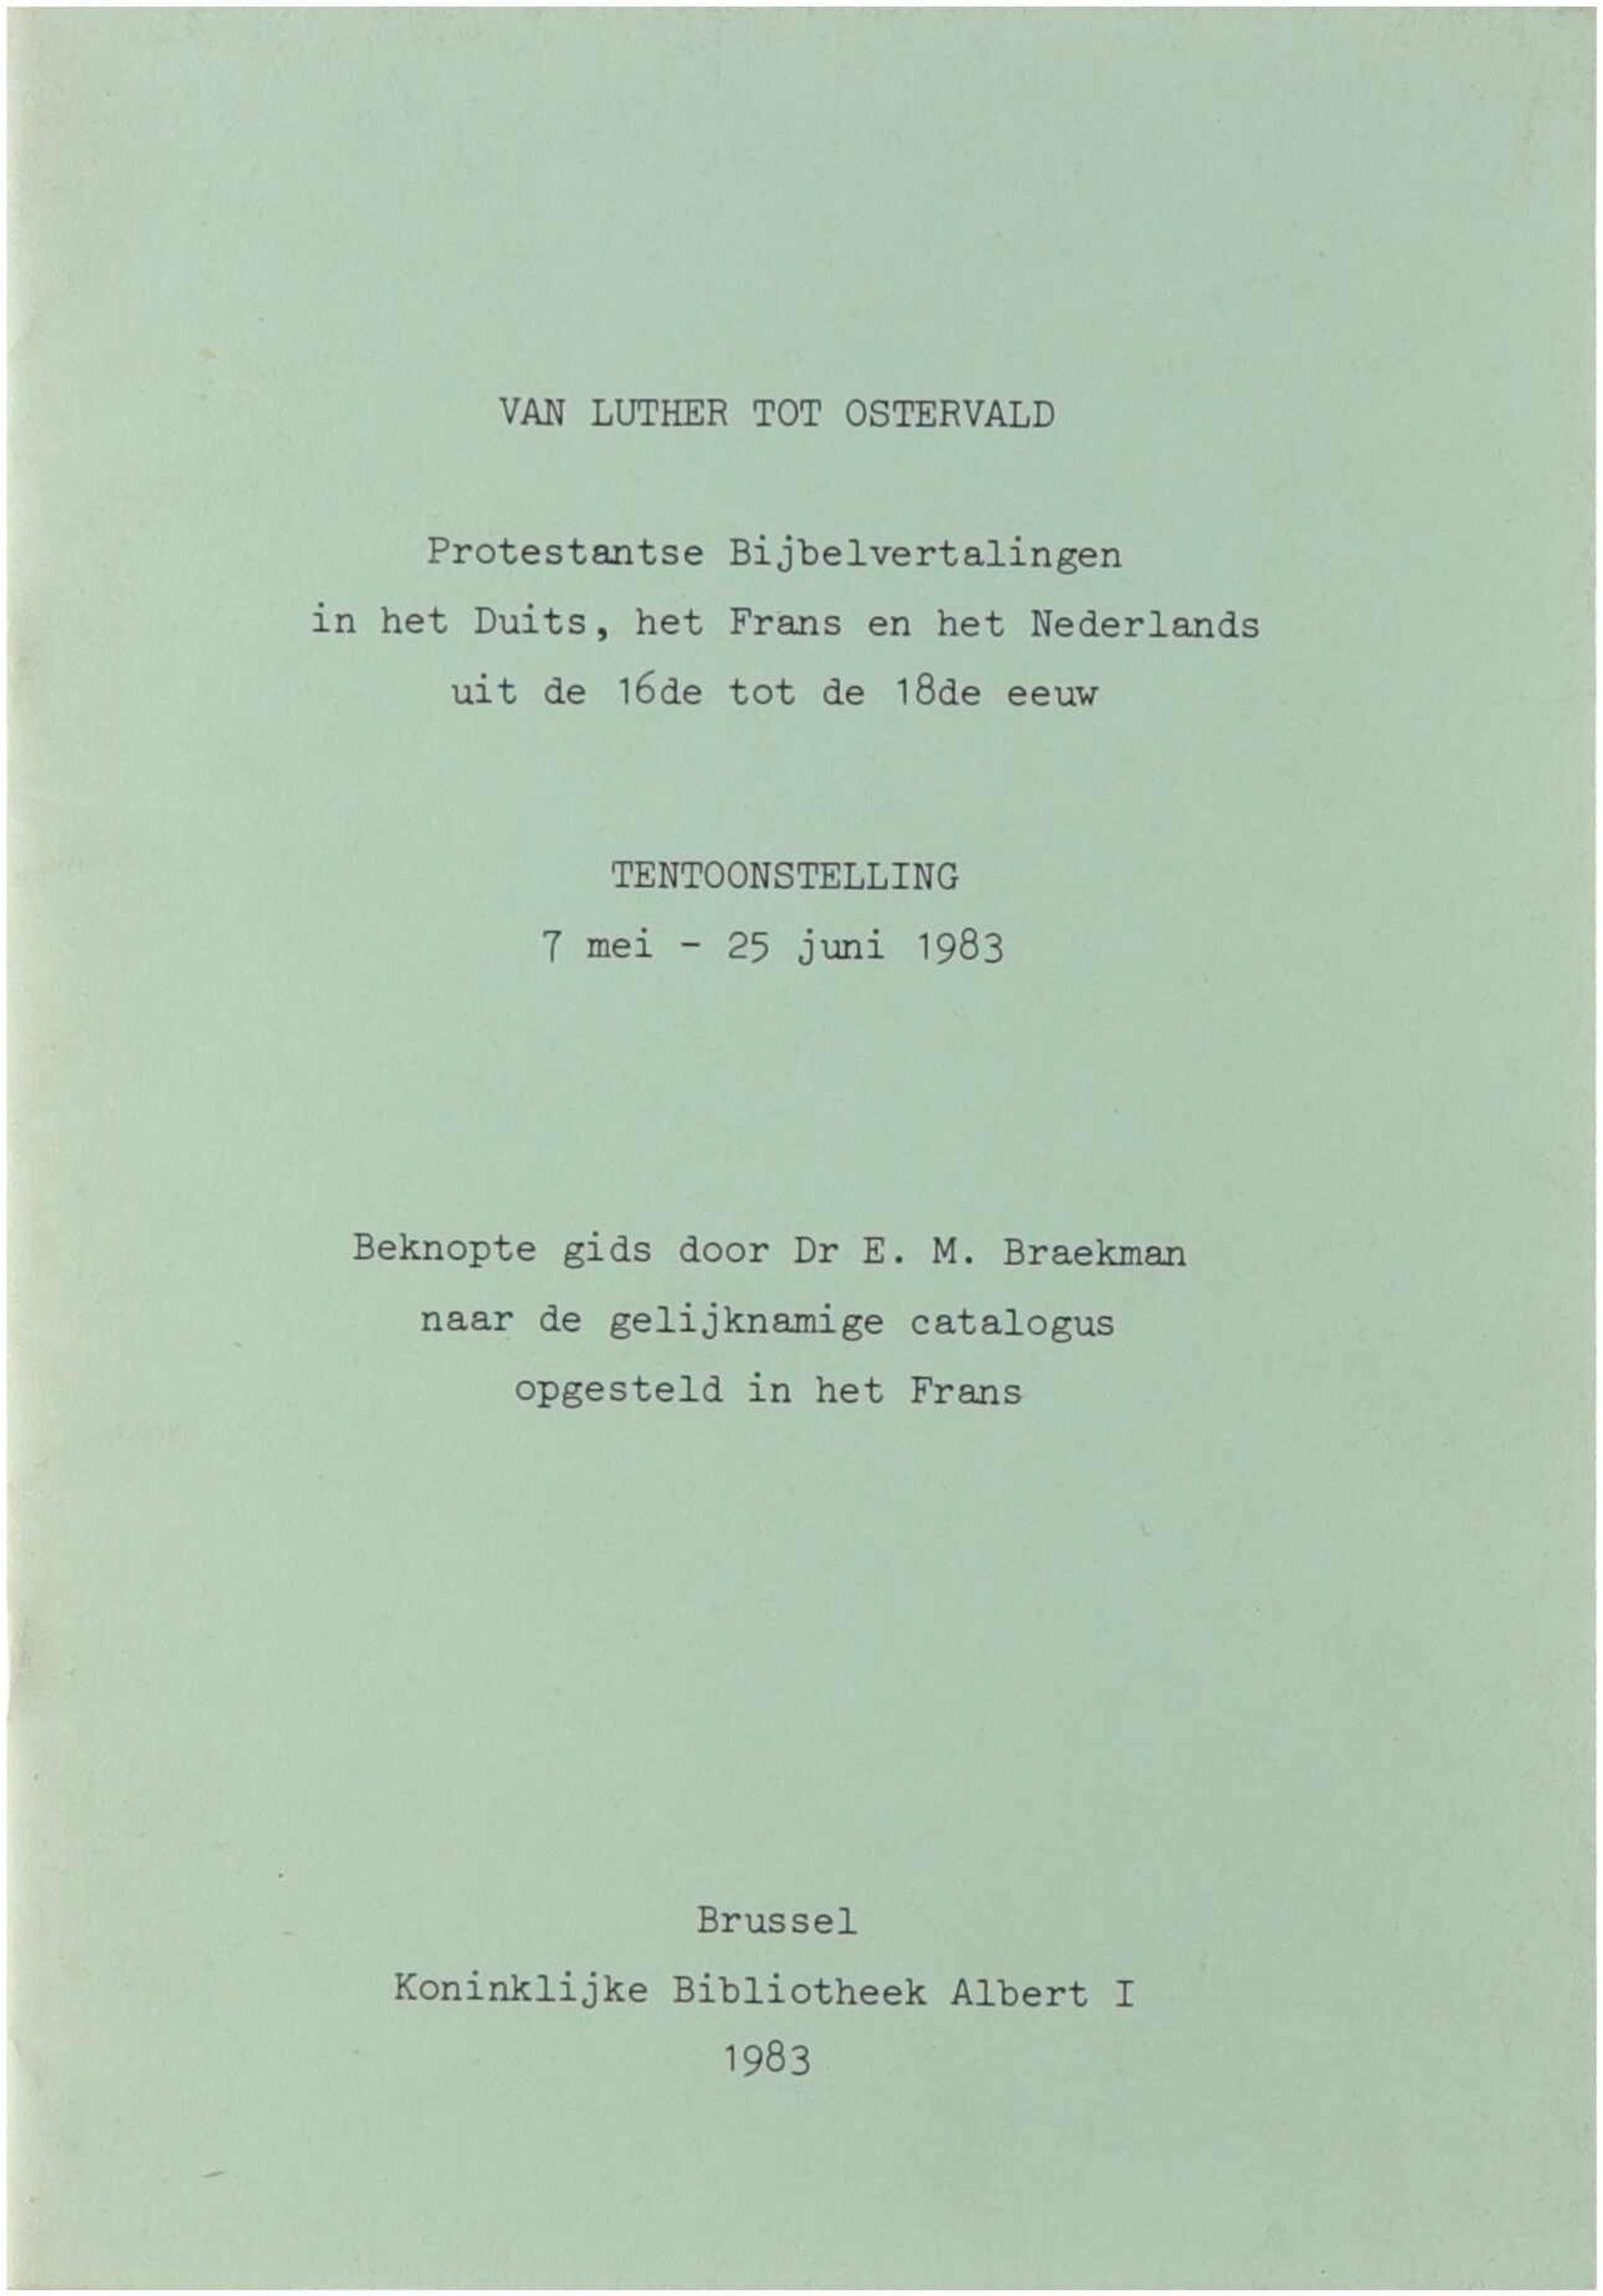 VAN LUTHER TOT OSTERVALD
Protestantse Bijbelvertalingen
in het Duits, het Frans en het Nederlands
uit de 16de tot de 18de eeuw
TENTOONSTELLING
7 mei - 25 juni 1983
Beknopte gids door Dr E. M. Braekman
naar de gelijknamige catalogus
opgesteld in het Frans
Brussel
Koninklijke Bibliotheek Albert I
1983